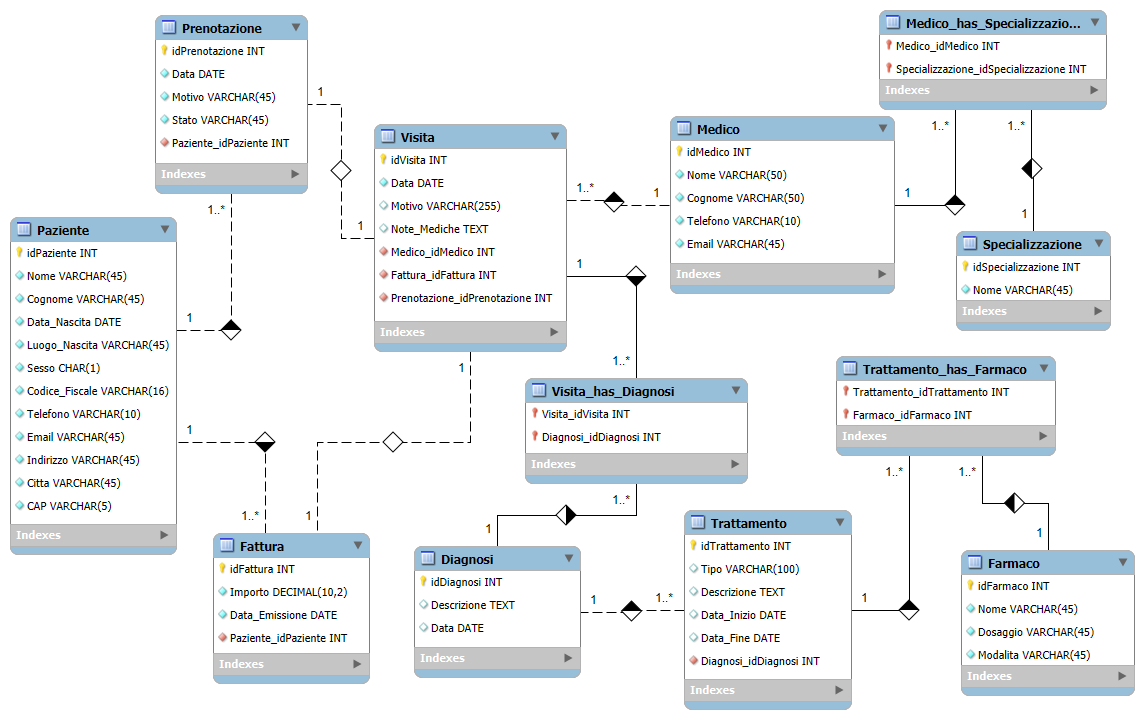 Prenotazione
idPrenotazione INT
Data DATE
Motivo VARCHAR(45)
Stato VARCHAR(45)
Paziente_idPaziente INT
Indexes
1
1
1..*
Paziente
idPaziente INT
Nome VARCHAR(45)
Cognome VARCHAR(45)
Data_Nascita DATE
Luogo_Nascita VARCHAR(45)
Sesso CHAR(1)
Codice_Fiscale VARCHAR(16)
Telefono VARCHAR(10)
Email VARCHAR(45)
Indirizzo VARCHAR(45)
Citta VARCHAR(45)
CAP VARCHAR(5)
Indexes
1
1
1..*
Visita
idVisita INT
Data DATE
Motivo VARCHAR(255)
Note_Mediche TEXT
Medico_idMedico INT
Fattura_idFattura INT
Prenotazione_idPrenotazione INT
Indexes
1..*
1
1
1
1
1..*
Medico
idMedico INT
Nome VARCHAR(50)
Cognome VARCHAR(50)
Telefono VARCHAR(10)
Email VARCHAR(45)
Indexes
1
1..*
Medico_has_Specializzazio...
Medico_idMedico INT
Specializzazione_idSpecializzazione INT
Indexes
1..*
1
Specializzazione
idSpecializzazione INT
Nome VARCHAR(45)
Indexes
Visita_has_Diagnosi
Visita_idVisita INT
Diagnosi_idDiagnosi INT
Indexes
1..*
1
Trattamento_has_Farmaco
Trattamento_idTrattamento INT
Farmaco_idFarmaco INT
Indexes
1..*
1..*
1
1
Fattura
idFattura INT
Importo DECIMAL(10,2)
Data_Emissione DATE
Paziente_idPaziente INT
Indexes
Diagnosi
idDiagnosi INT
Descrizione TEXT
Data DATE
Indexes
1
1..*
Trattamento
idTrattamento INT
Tipo VARCHAR(100)
Descrizione TEXT
Data_Inizio DATE
Data_Fine DATE
Diagnosi_idDiagnosi INT
Indexes
Farmaco
idFarmaco INT
Nome VARCHAR(45)
Dosaggio VARCHAR(45)
Modalita VARCHAR(45)
Indexes